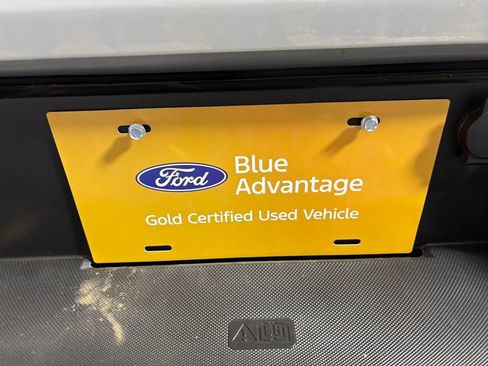 Ford
Blue
Advantage
Gold Certified Used Vehicle